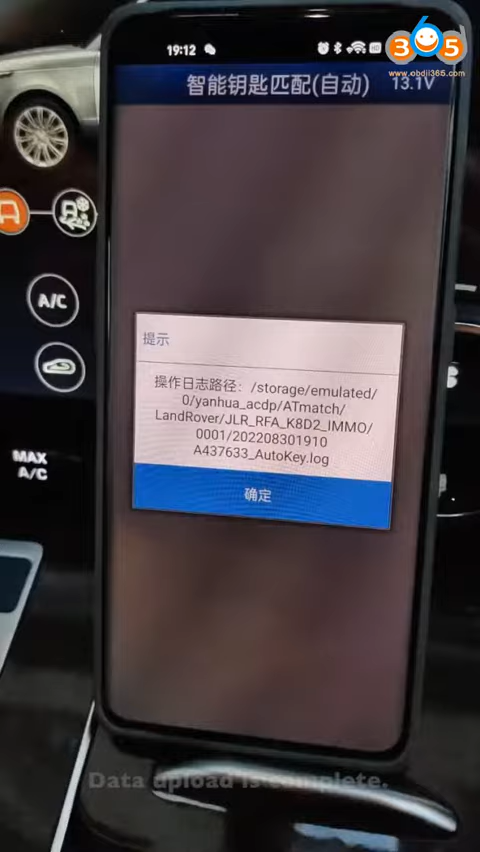 365
www.obdii365.com
19:12
HD
智能钥匙匹配(自动)
13.1V
A/C
MAX
A/C
提示
操作日志路径：/storage/emulated/
0/yanhua_acdp/ATmatch/
LandRover/JLR_RFA_K8D2_IMMO/
0001/202208301910
A437633_AutoKey.log
确定
Data upload is complete.